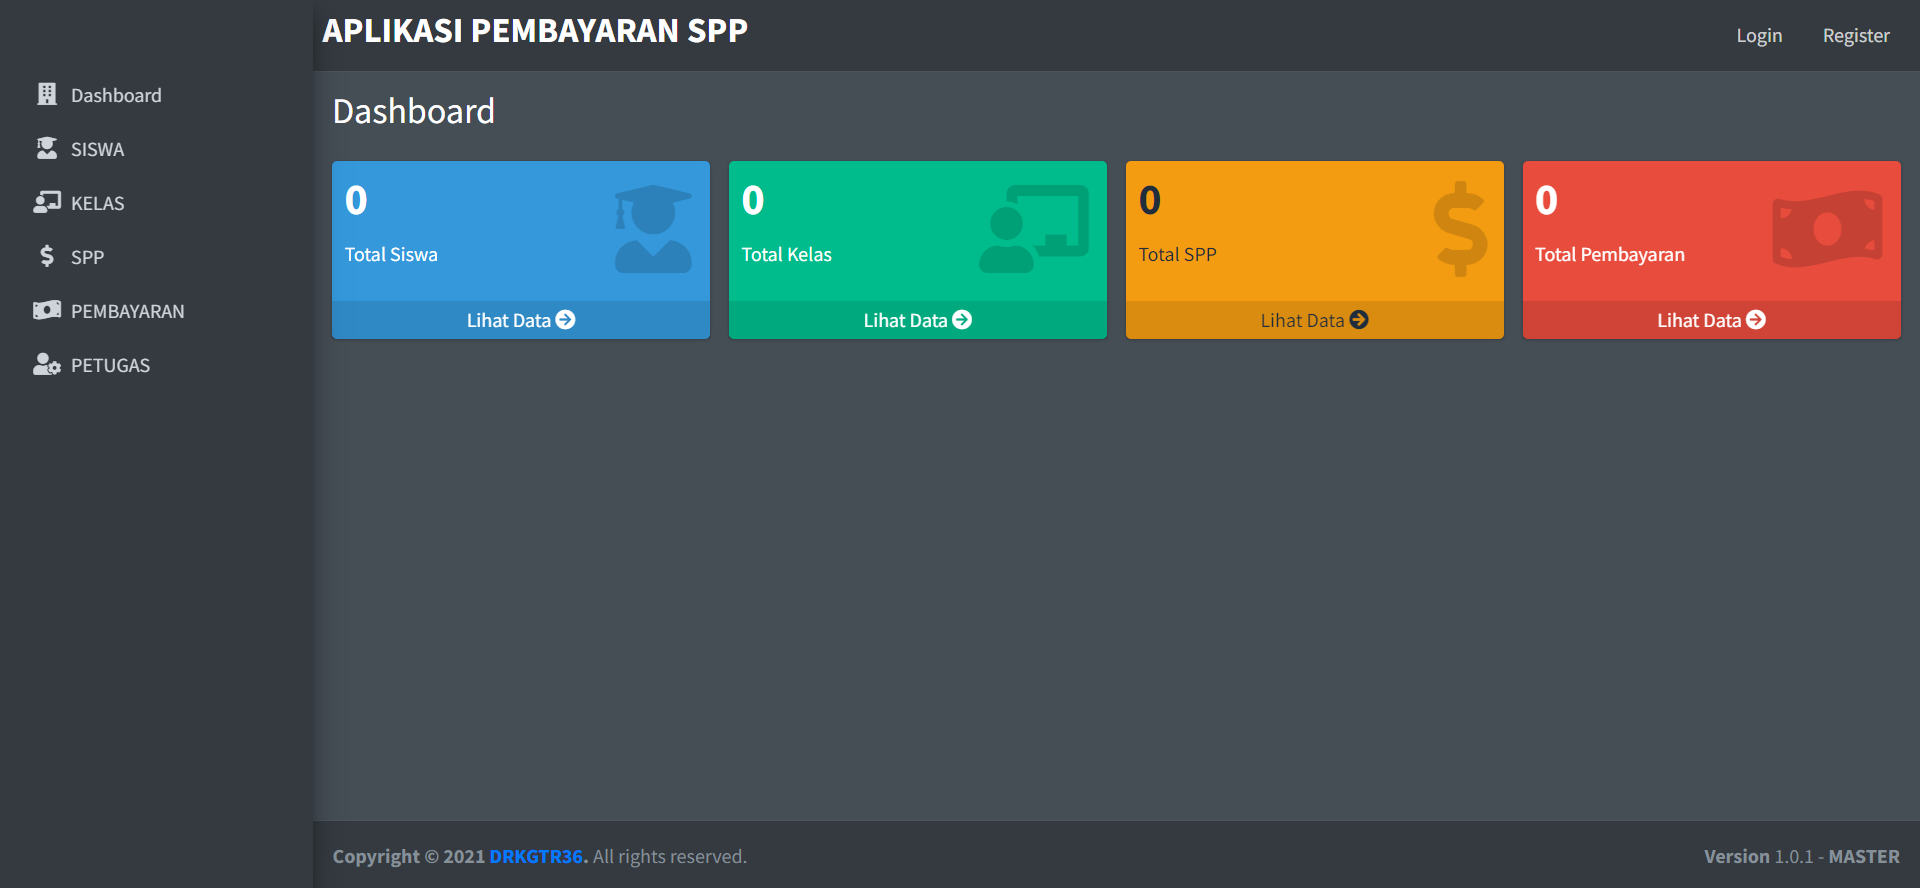 APLIKASI PEMBAYARAN SPP
Login
Register
Dashboard
SISWA
KELAS
SPP
PEMBAYARAN
PETUGAS
Dashboard
0
Total Siswa
Lihat Data
0
Total Kelas
Lihat Data
0
Total SPP
Lihat Data
0
Total Pembayaran
Lihat Data
Copyright © 2021 DRKGTR36. All rights reserved.
Version 1.0.1 - MASTER